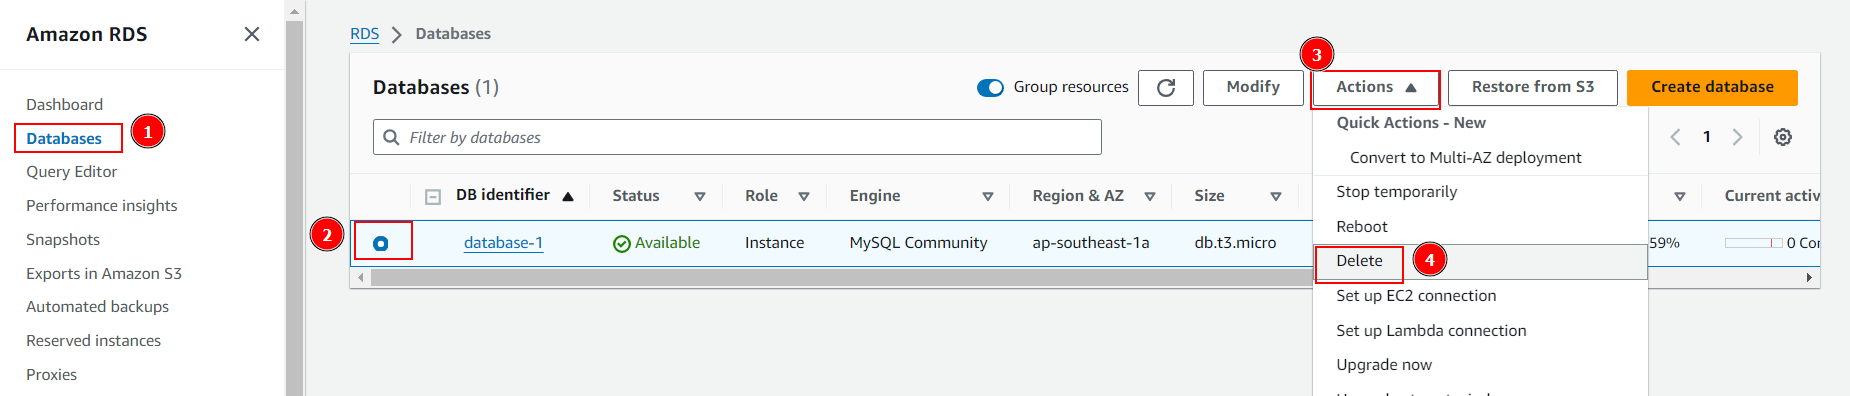 Amazon RDS
Dashboard
Databases
1
Query Editor
Performance insights
Snapshots
Exports in Amazon S3
Automated backups
Reserved instances
Proxies
RDS > Databases
3
Databases (1)
Group resources
Modify
Actions
Restore from S3
Create database
Filter by databases
1
Quick Actions - New
Convert to Multi-AZ deployment
Stop temporarily
Reboot
Delete
4
Set up EC2 connection
Set up Lambda connection
Upgrade now
DB identifier Status Role Engine Region & AZ Size Current activ
2
database-1 Available Instance MySQL Community ap-southeast-1a db.t3.micro 59% 0 Cor